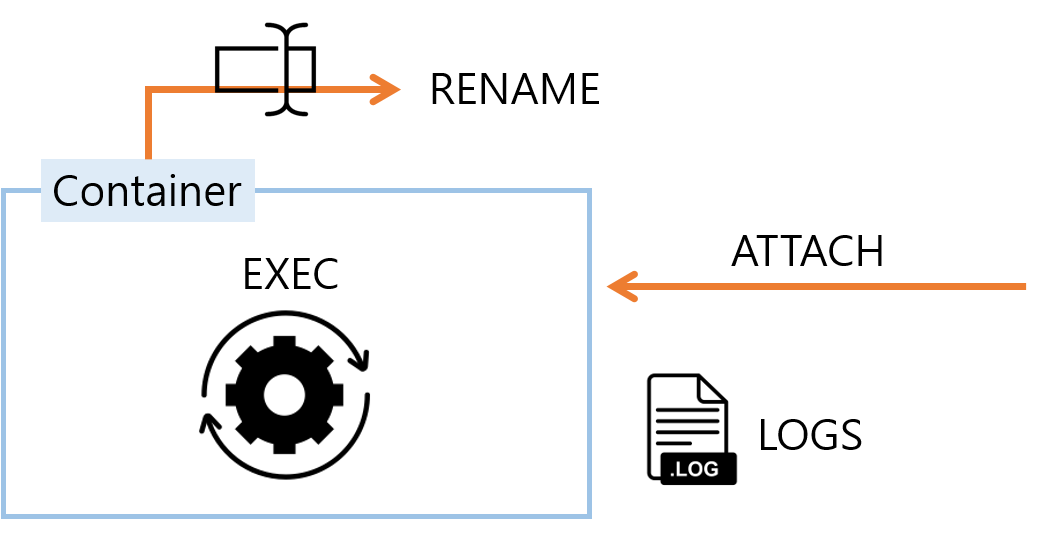 RENAME
Container
ATTACH
EXEC
LOGS
.LOG